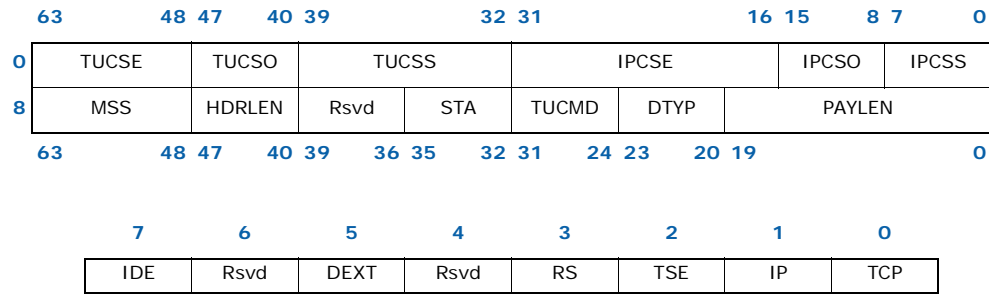 63 48 47 40 39 32 31 16 15 8 7 0
0 TUCSE TUCSO TUCSS IPCSE IPCSO IPCSS
8 MSS HDRLEN Rsvd STA TUCMD DTYP PAYLEN
63 48 47 40 39 36 35 32 31 24 23 20 19 0
7 6 5 4 3 2 1 0
IDE Rsvd DEXT Rsvd RS TSE IP TCP